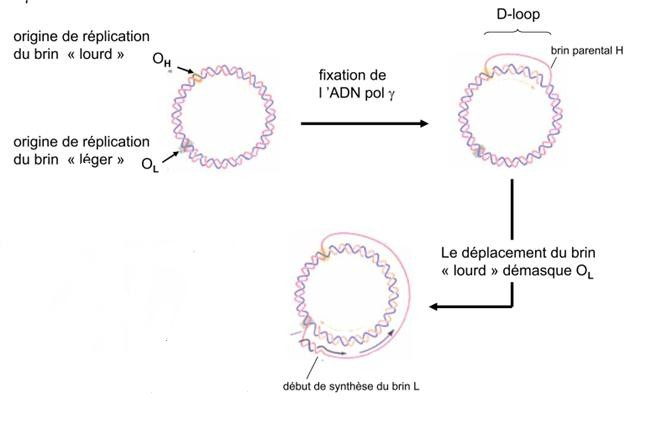 D-loop
origine de réplication
du brin « lourd »
OH
brin parental H
fixation de
l 'ADN pol γ
origine de réplication
du brin « léger »
OL
Le déplacement du brin
« lourd » démasque OL
début de synthèse du brin L